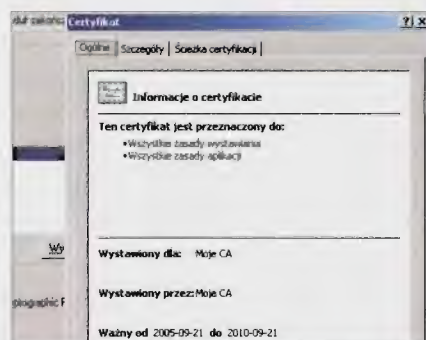 Certyfikat
Ogólne Szczegóły Ścieżka certyfikacji
Informacje o certyfikacie
Ten certyfikat jest przeznaczony do:
•Wszystkie zasady wystawiania
•Wszystkie zasady aplikacji
Wy
Wystawiony dla: Moje CA
Wystawiony przez: Moje CA
Ważny od 2005-09-21 do 2010-09-21